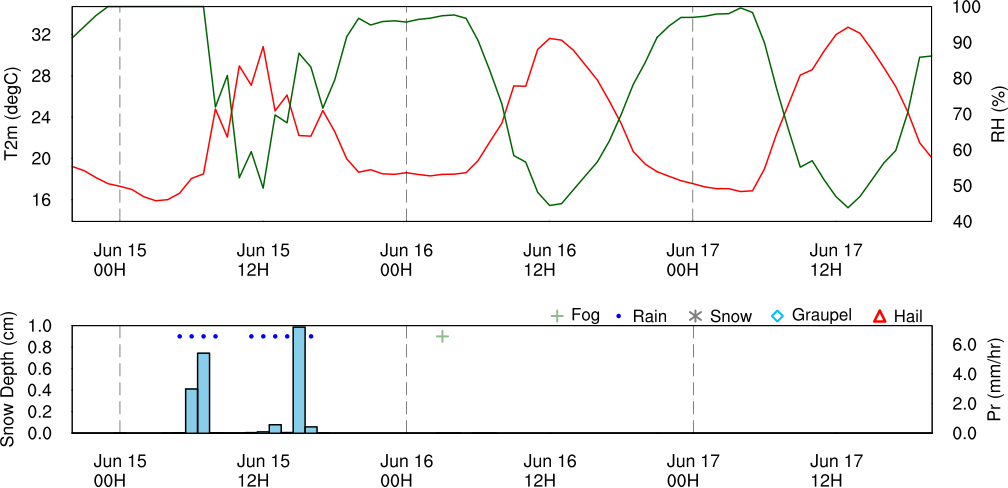 T2m (degC)
32
28
24
20
16
RH (%)
100
90
80
70
60
50
40
Jun 15 00H
Jun 15 12H
Jun 16 00H
Jun 16 12H
Jun 17 00H
Jun 17 12H
Fog
Rain
Snow
Graupel
Hail
Snow Depth (cm)
1.0
0.8
0.6
0.4
0.2
0.0
Pr (mm/hr)
6.0
4.0
2.0
0.0
Jun 15 00H
Jun 15 12H
Jun 16 00H
Jun 16 12H
Jun 17 00H
Jun 17 12H